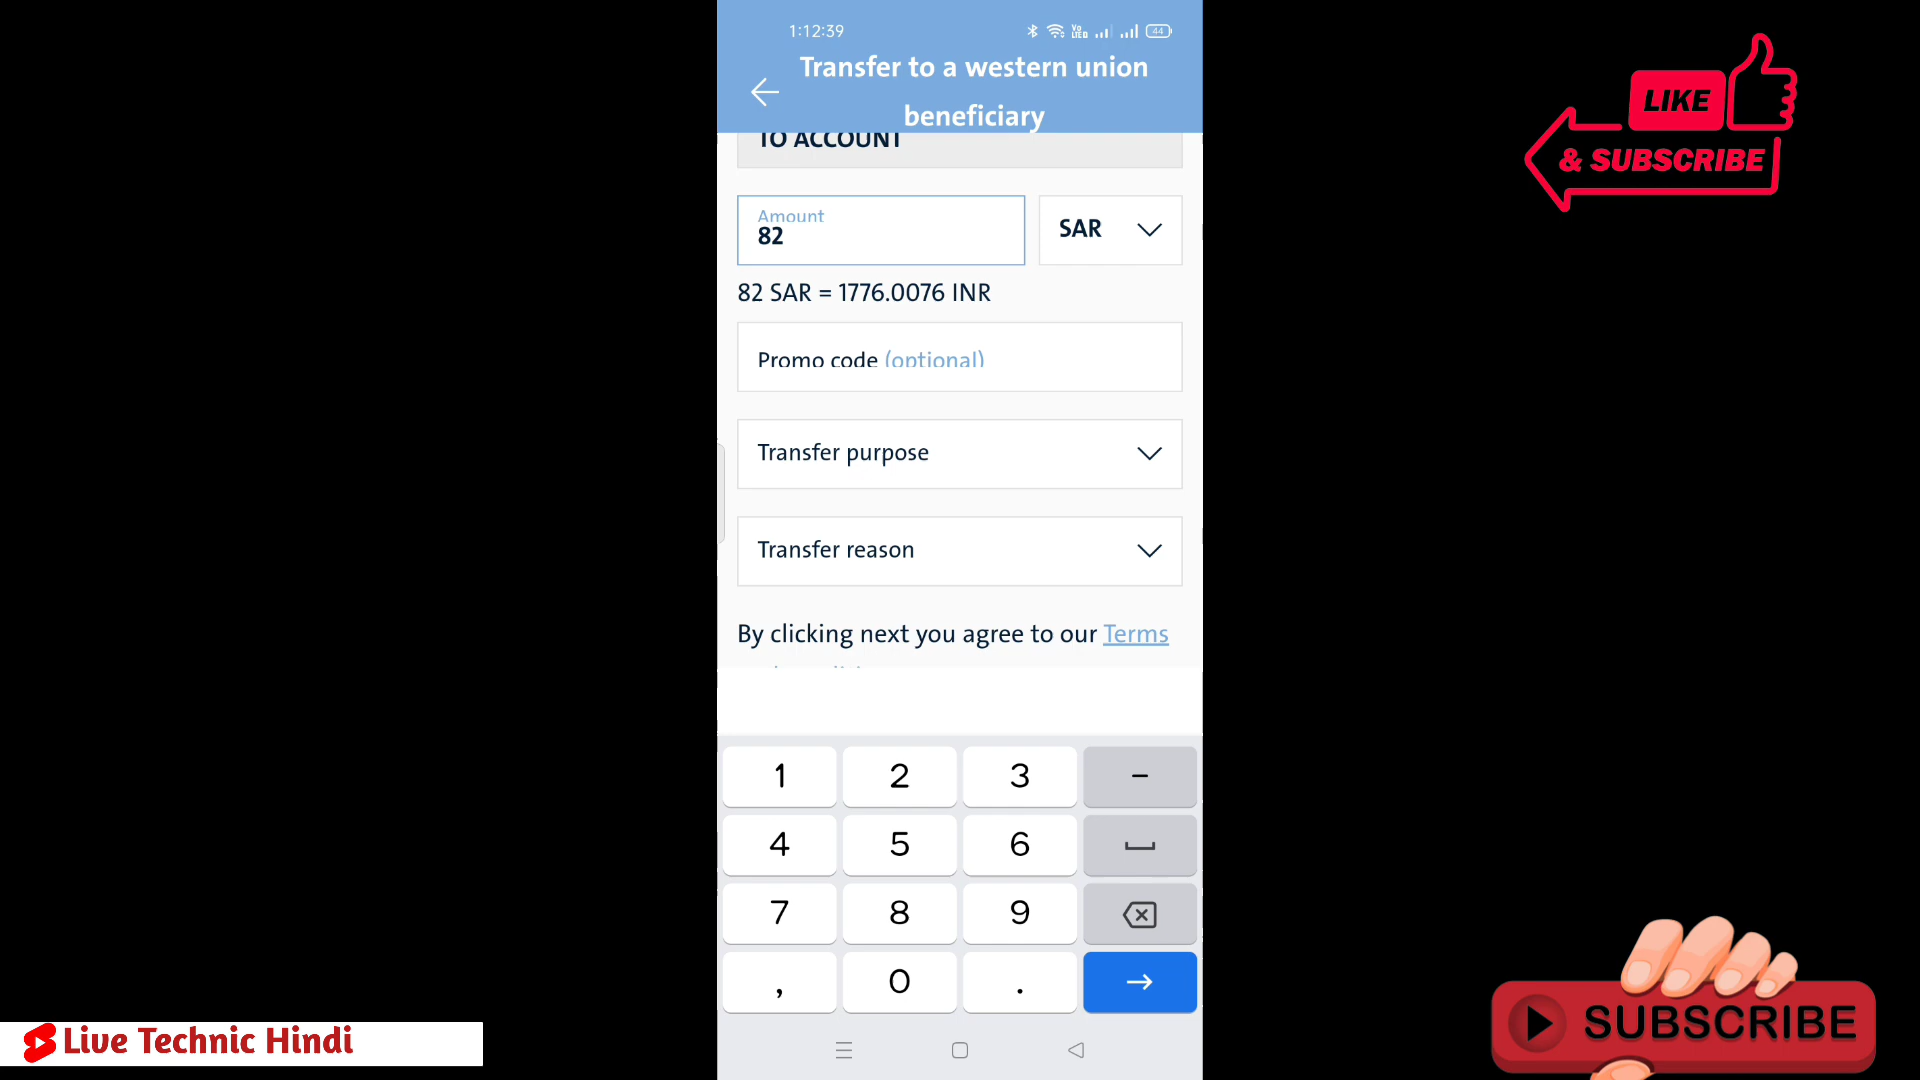 1:12:39
44
Transfer to a western union
beneficiary
TO ACCOUNT
Amount
82
SAR
82 SAR = 1776.0076 INR
Promo code (optional)
Transfer purpose
Transfer reason
By clicking next you agree to our Terms
1 2 3 –
4 5 6
7 8 9
, 0 .
LIKE
& SUBSCRIBE
SUBSCRIBE
Live Technic Hindi